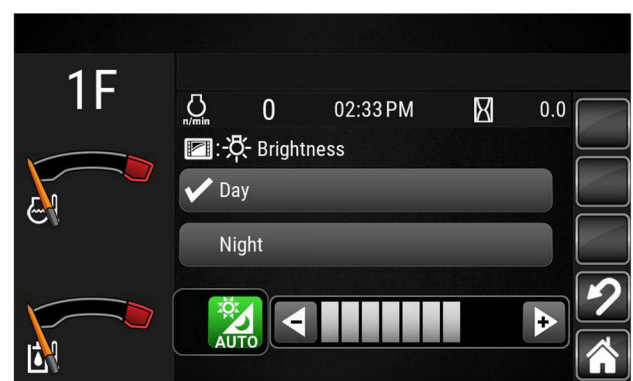 1F
n/min 0 02:33 PM 0.0
: Brightness
Day
Night
AUTO - +